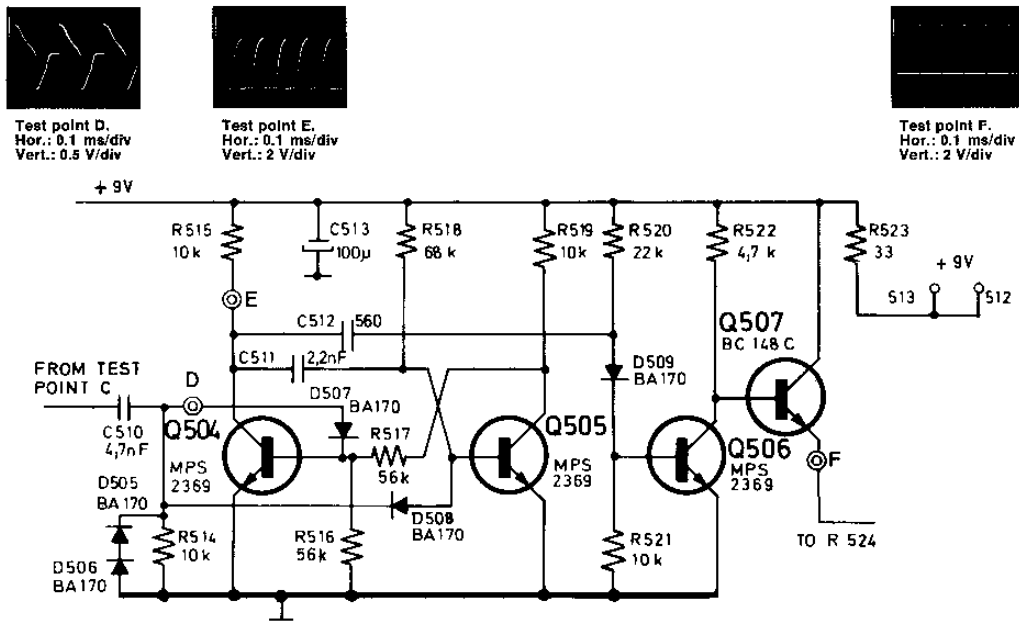 Test point D.
Hor.: 0.1 ms/div
Vert.: 0.5 V/div
Test point E.
Hor.: 0.1 ms/div
Vert.: 2 V/div
Test point F.
Hor.: 0.1 ms/div
Vert.: 2 V/div
+ 9V
R515
10 k
C513
100µ
R518
68 k
R519
10k
R520
22 k
R522
4,7 k
R523
33
+ 9V
513
512
E
C512
560
C511
2,2nF
Q507
BC 148 C
FROM TEST
POINT C
D
D507
BA170
D509
BA170
C510
4,7nF
Q504
MPS
2369
R517
56k
Q505
MPS
2369
Q506
MPS
2369
F
D505
BA170
D508
BA170
R514
10k
R516
56k
R521
10k
D506
BA170
TO R 524